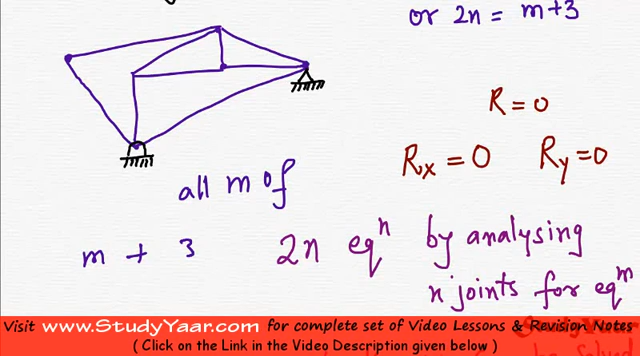 or 2n = m+3
R = 0
Rx = 0 Ry = 0
all m of
m + 3 2n eqⁿ by analysing
n joints for eqᵐ
Visit www.StudyYaar.com for complete set of Video Lessons & Revision Notes
( Click on the Link in the Video Description given below )